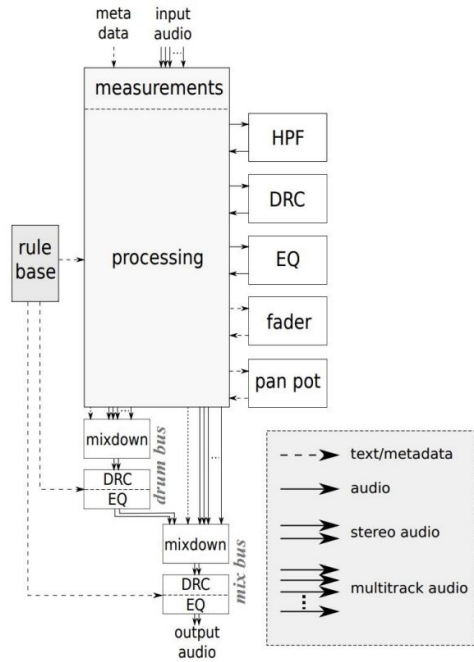 meta
data
input
audio
measurements
HPF
DRC
EQ
fader
pan pot
processing
rule
base
mixdown
DRC
EQ
drum bus
mixdown
DRC
EQ
mix bus
output
audio
text/metadata
audio
stereo audio
multitrack audio